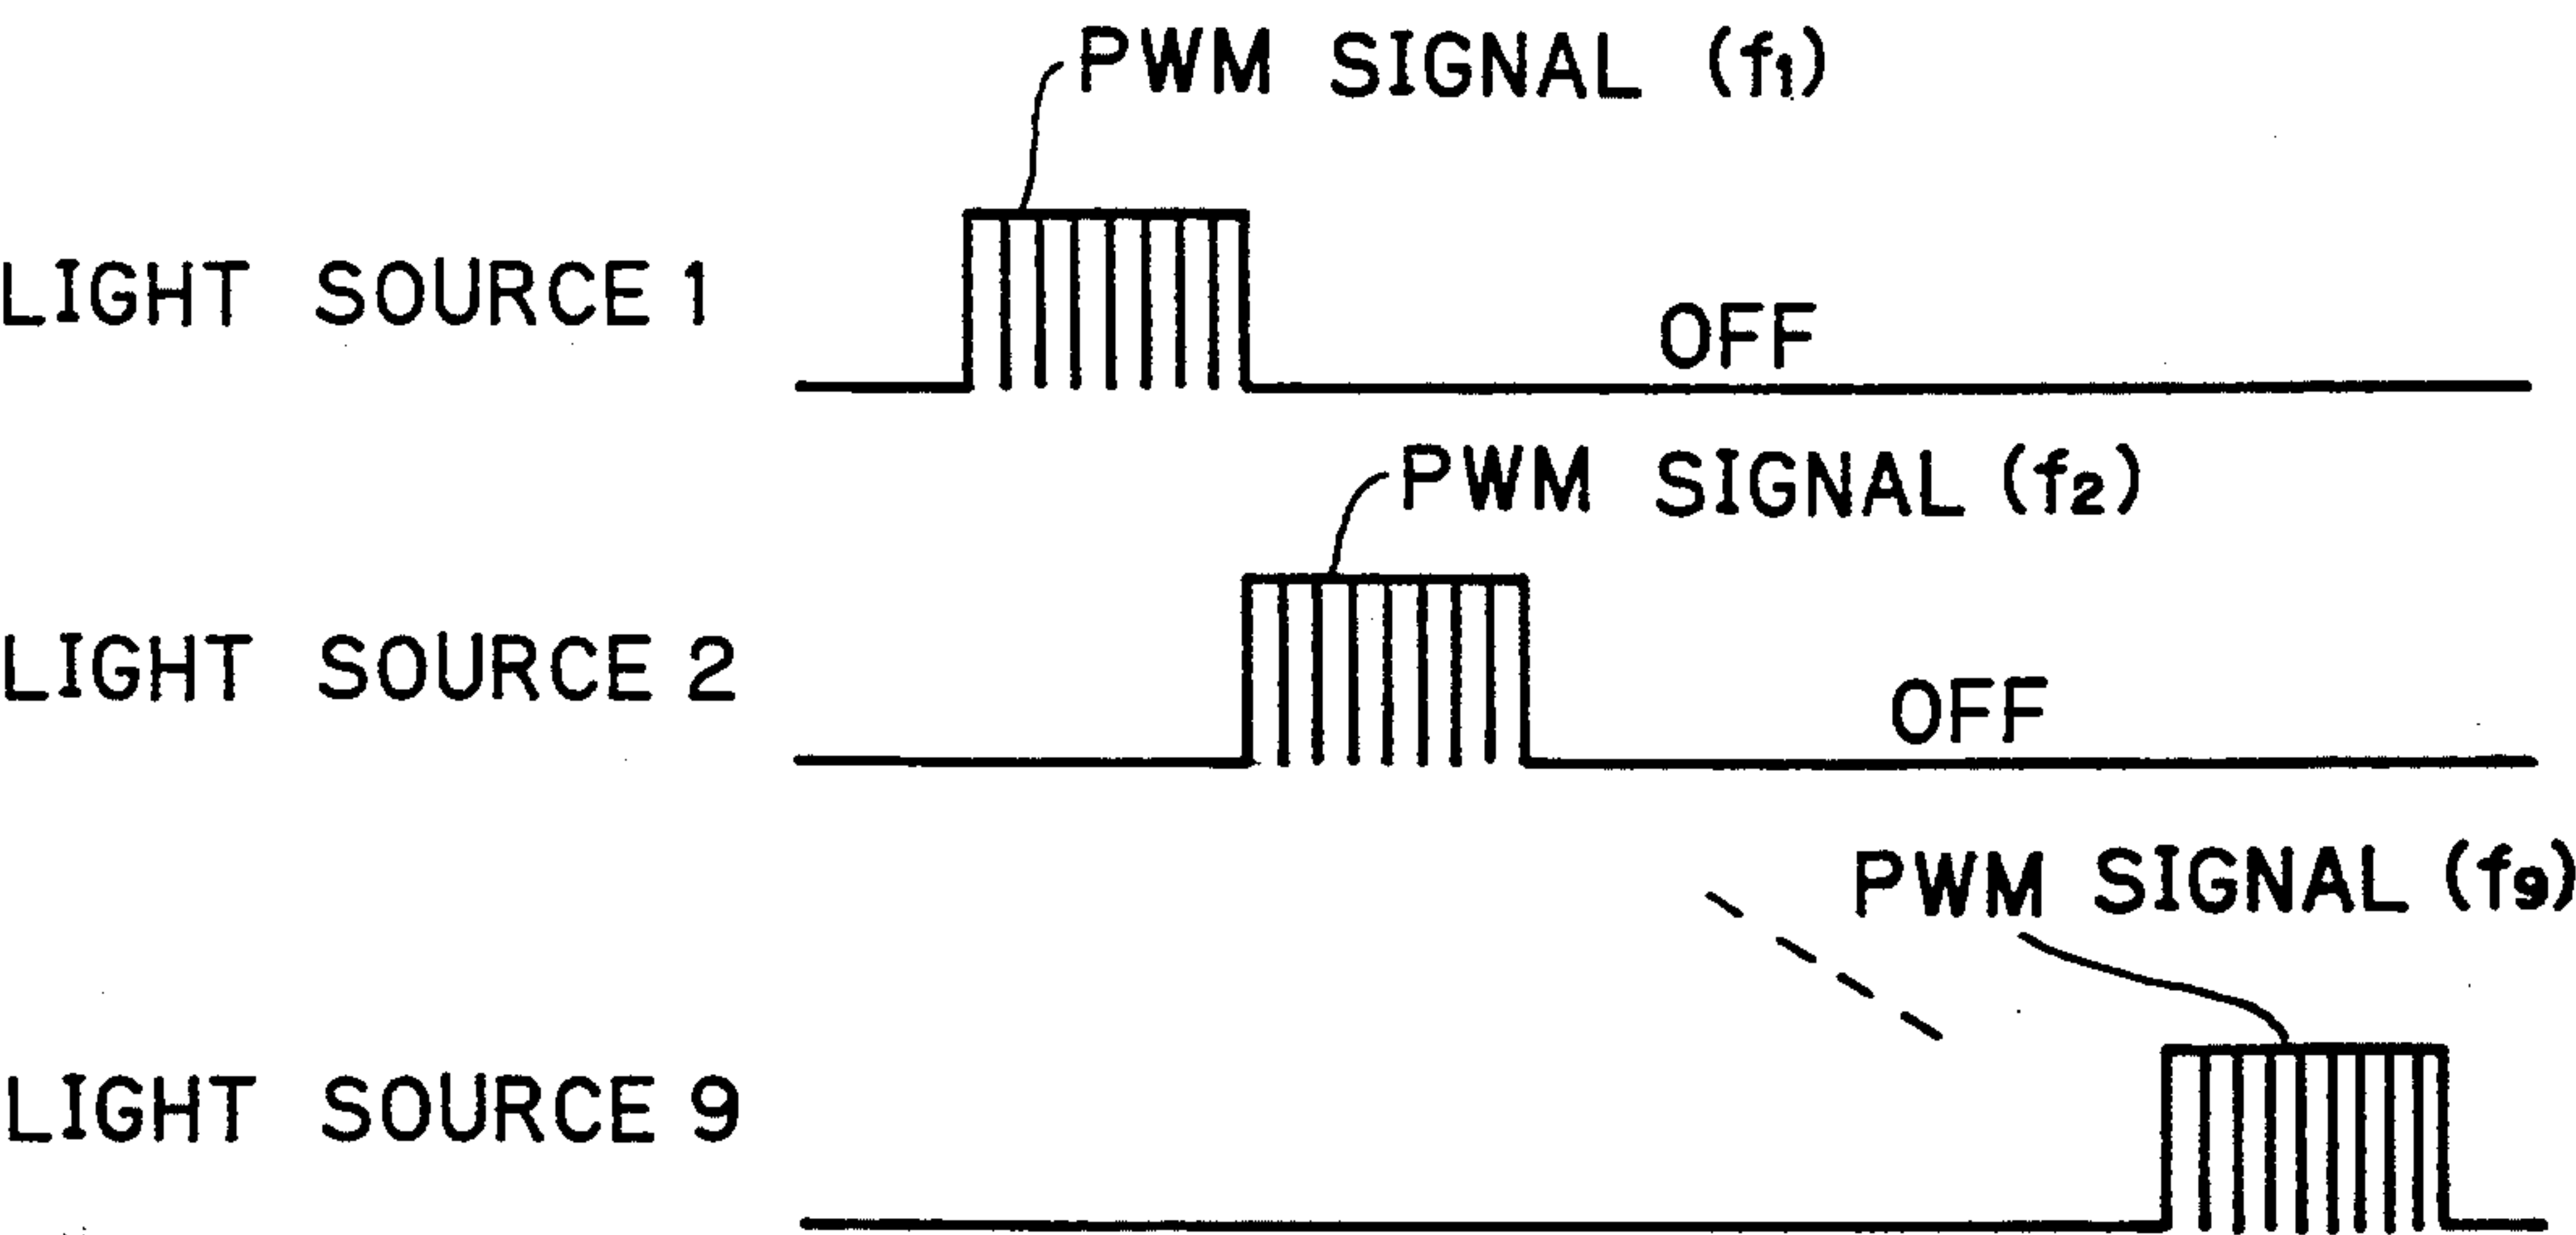 PWM SIGNAL (f1)
LIGHT SOURCE 1
OFF
PWM SIGNAL (f2)
LIGHT SOURCE 2
OFF
PWM SIGNAL (f9)
LIGHT SOURCE 9